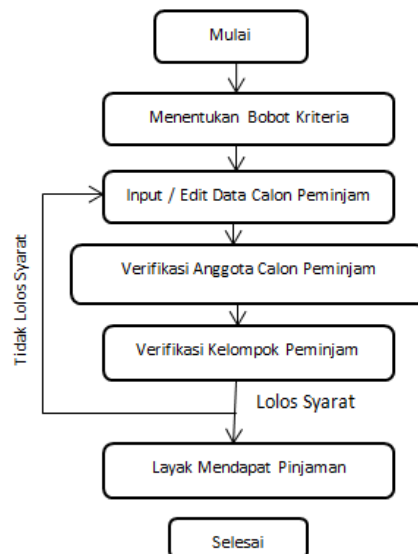 Mulai
Menentukan Bobot Kriteria
Input / Edit Data Calon Peminjam
Tidak Lolos Syarat
Verifikasi Anggota Calon Peminjam
Verifikasi Kelompok Peminjam
Lolos Syarat
Layak Mendapat Pinjaman
Selesai